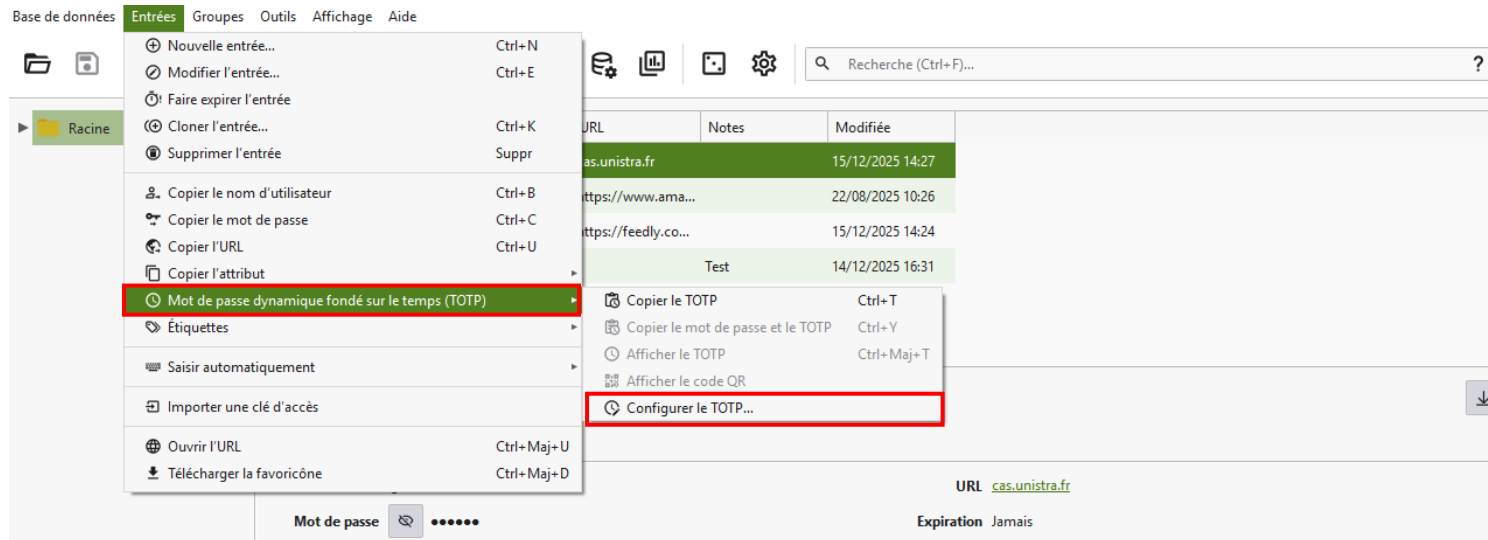 Base de données Entrées Groupes Outils Affichage Aide
Nouvelle entrée... Ctrl+N
Modifier l'entrée... Ctrl+E
Faire expirer l'entrée
Cloner l'entrée... Ctrl+K
Supprimer l'entrée Suppr
Copier le nom d'utilisateur Ctrl+B
Copier le mot de passe Ctrl+C
Copier l'URL Ctrl+U
Copier l'attribut
Mot de passe dynamique fondé sur le temps (TOTP)
Étiquettes
Saisir automatiquement
Importer une clé d'accès
Ouvrir l'URL Ctrl+Maj+U
Télécharger la favoricône Ctrl+Maj+D
Copier le TOTP Ctrl+T
Copier le mot de passe et le TOTP Ctrl+Y
Afficher le TOTP Ctrl+Maj+T
Afficher le code QR
Configurer le TOTP...
Recherche (Ctrl+F)... ?
Racine
URL Notes Modifiée
cas.unistra.fr 15/12/2025 14:27
https://www.ama... 22/08/2025 10:26
https://feedly.co... 15/12/2025 14:24
Test 14/12/2025 16:31
URL cas.unistra.fr
Mot de passe ●●●●●● Expiration Jamais